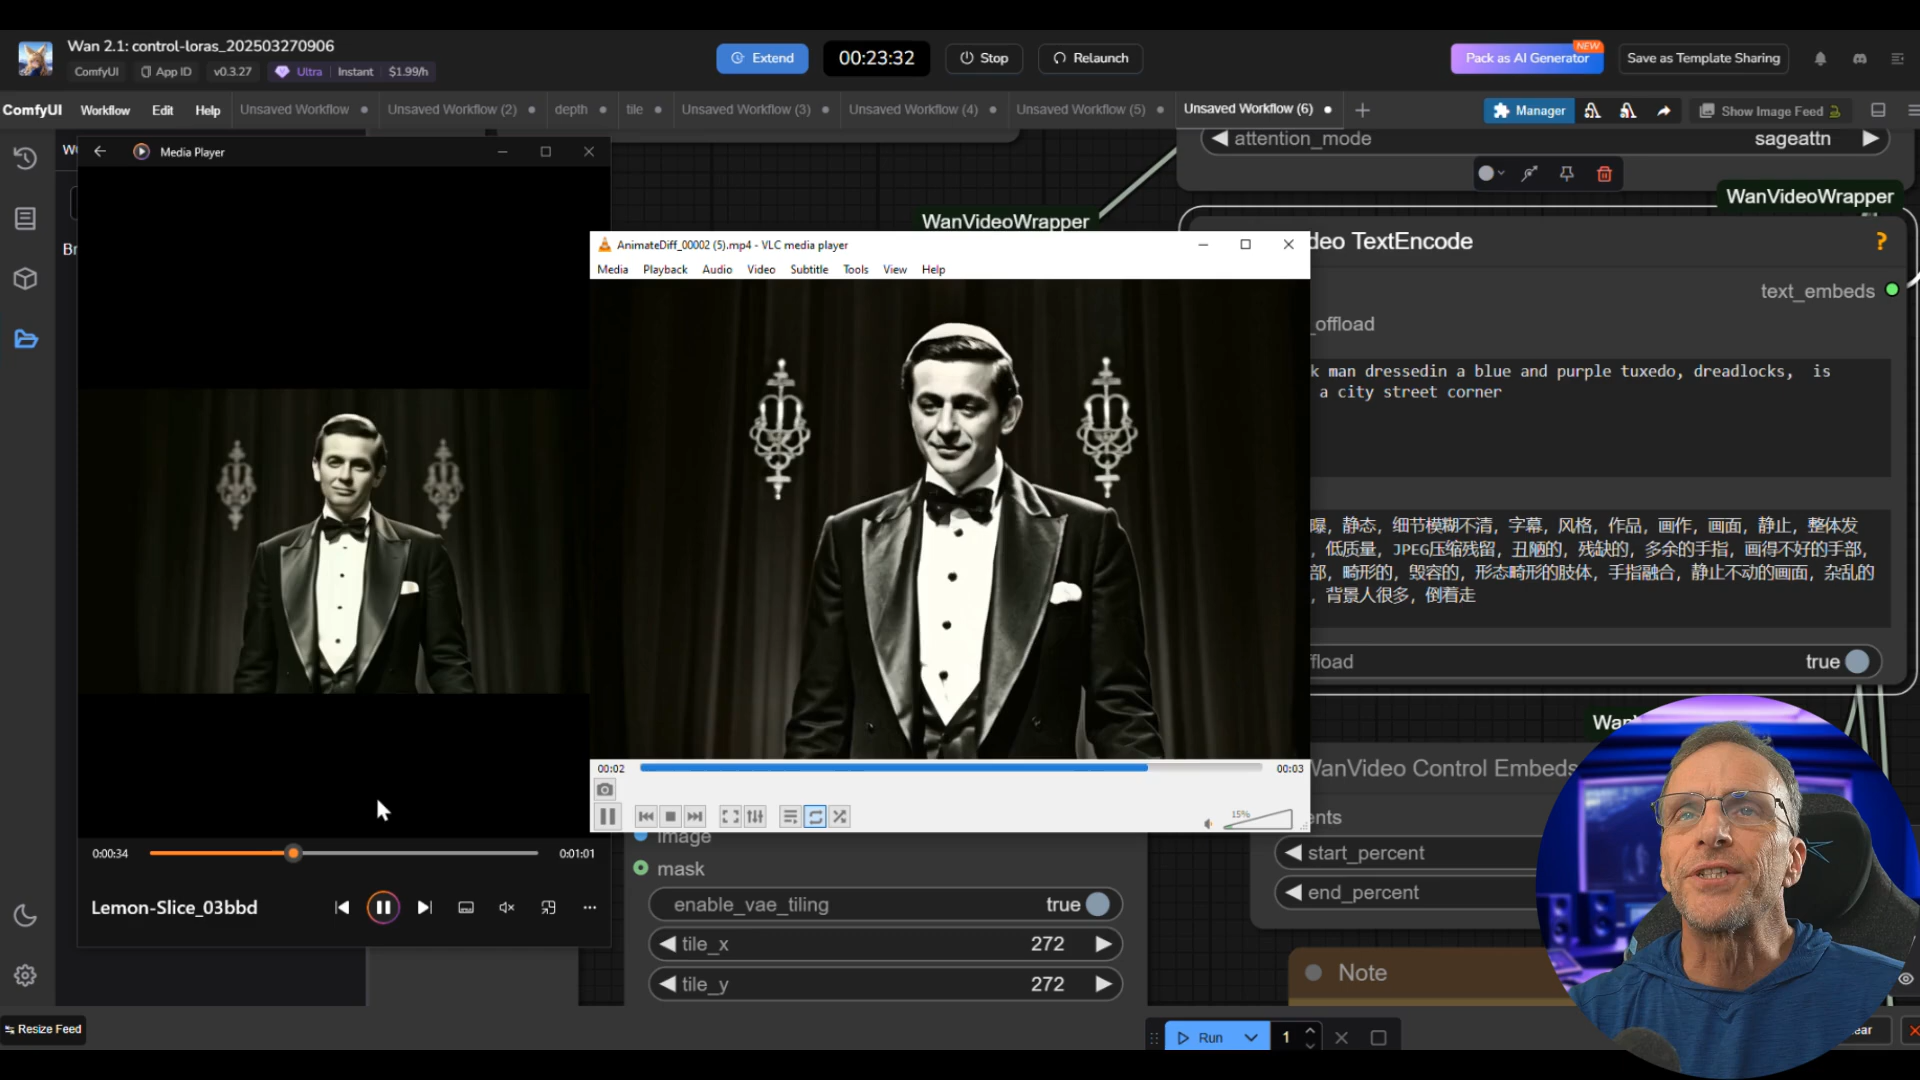 Wan 2.1: control-loras_202503270906
ComfyUI
App ID
v0.3.27
Ultra
Instant
$1.99/h
Extend
00:23:32
Stop
Relaunch
NEW
Pack as AI Generator
Save as Template Sharing
ComfyUI
Workflow
Edit
Help
Unsaved Workflow
Unsaved Workflow (2)
depth
tile
Unsaved Workflow (3)
Unsaved Workflow (4)
Unsaved Workflow (5)
Unsaved Workflow (6)
Manager
Show Image Feed
Media Player
attention_mode
sageattn
WanVideoWrapper
WanVideoWrapper
AnimateDiff_00002 (5).mp4 - VLC media player
Media
Playback
Audio
Video
Subtitle
Tools
View
Help
deo TextEncode
?
text_embeds
_offload
k man dressedin a blue and purple tuxedo, dreadlocks, is
a city street corner
曝，静态，细节模糊不清，字幕，风格，作品，画作，画面，静止，整体发
，低质量，JPEG压缩残留，丑陋的，残缺的，多余的手指，画得不好的手部，
部，畸形的，毁容的，形态畸形的肢体，手指融合，静止不动的画面，杂乱的
，背景人很多，倒着走
fload
true
00:02
00:03
15%
WanVideo Control Embeds
ents
start_percent
end_percent
Note
image
mask
enable_vae_tiling
true
tile_x
272
tile_y
272
0:00:34
0:01:01
Lemon-Slice_03bbd
Resize Feed
Run
1
ear